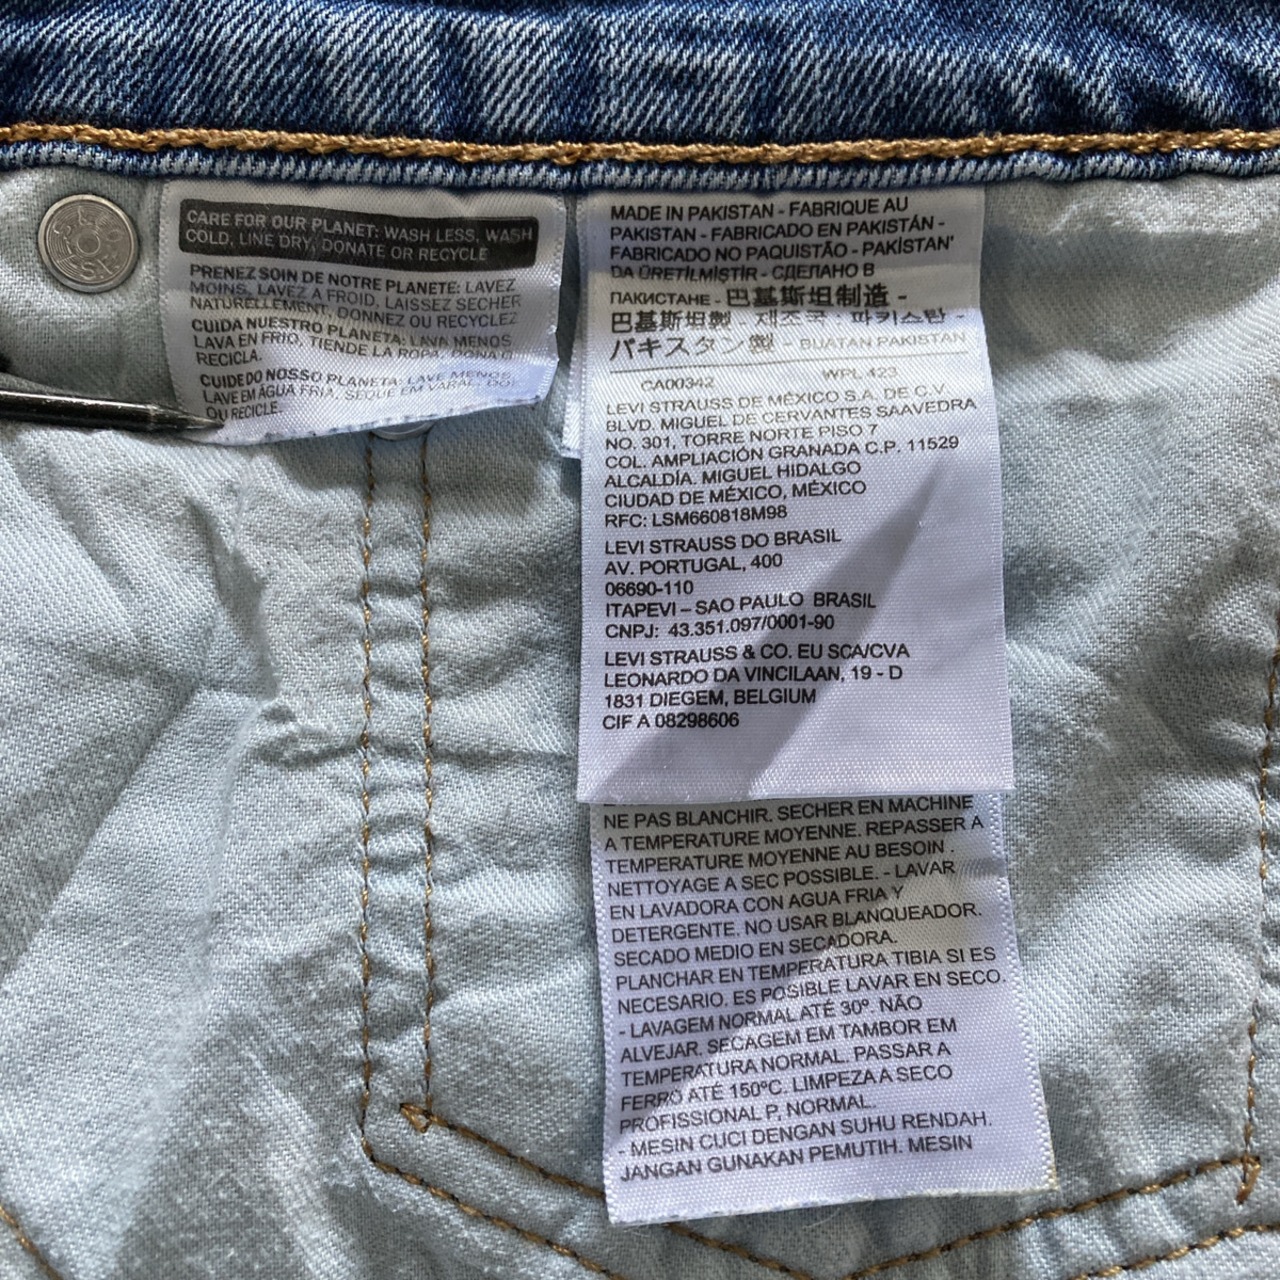 CARE FOR OUR PLANET: WASH LESS, WASH
COLD, LINE DRY, DONATE OR RECYCLE
PRENEZ SOIN DE NOTRE PLANETE: LAVEZ
MOINS, LAVEZ A FROID, LAISSEZ SECHER
NATURELLEMENT, DONNEZ OU RECYCLEZ
CUIDA NUESTRO PLANETA: LAVA MENOS
LAVA EN FRIO, TIENDE LA ROPA, DONA O
RECICLA.
CUIDE DO NOSSO PLANETA: LAVE MENOS,
LAVE EM ÁGUA FRIA, SEQUE EM VARAL, DOE
OU RECICLE.
MADE IN PAKISTAN - FABRIQUE AU
PAKISTAN - FABRICADO EN PAKISTÁN -
FABRICADO NO PAQUISTÃO - PAKİSTAN'
DA ÜRETİLMİŞTİR - СДЕЛАНО В
ПАКИСТАНЕ - 巴基斯坦制造 -
巴基斯坦製 - 제조국 : 파키스탄 -
パキスタン製 - BUATAN PAKISTAN
CA00342 WPL 423
LEVI STRAUSS DE MÉXICO S.A. DE C.V.
BLVD. MIGUEL DE CERVANTES SAAVEDRA
NO. 301, TORRE NORTE PISO 7
COL. AMPLIACIÓN GRANADA C.P. 11529
ALCALDÍA. MIGUEL HIDALGO
CIUDAD DE MÉXICO, MÉXICO
RFC: LSM660818M98
LEVI STRAUSS DO BRASIL
AV. PORTUGAL, 400
06690-110
ITAPEVI – SAO PAULO BRASIL
CNPJ: 43.351.097/0001-90
LEVI STRAUSS & CO. EU SCA/CVA
LEONARDO DA VINCILAAN, 19 - D
1831 DIEGEM, BELGIUM
CIF A 08298606
NE PAS BLANCHIR. SECHER EN MACHINE
A TEMPERATURE MOYENNE. REPASSER A
TEMPERATURE MOYENNE AU BESOIN .
NETTOYAGE A SEC POSSIBLE. - LAVAR
EN LAVADORA CON AGUA FRIA Y
DETERGENTE. NO USAR BLANQUEADOR.
SECADO MEDIO EN SECADORA.
PLANCHAR EN TEMPERATURA TIBIA SI ES
NECESARIO. ES POSIBLE LAVAR EN SECO.
- LAVAGEM NORMAL ATÉ 30º. NÃO
ALVEJAR. SECAGEM EM TAMBOR EM
TEMPERATURA NORMAL. PASSAR A
FERRO ATÉ 150ºC. LIMPEZA A SECO
PROFISSIONAL P, NORMAL.
- MESIN CUCI DENGAN SUHU RENDAH.
JANGAN GUNAKAN PEMUTIH. MESIN